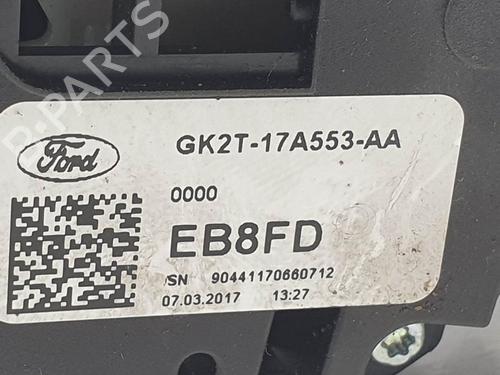 B-PARTS
Ford
GK2T-17A553-AA
0000
EB8FD
SN 90441170660712
07.03.2017 13:27